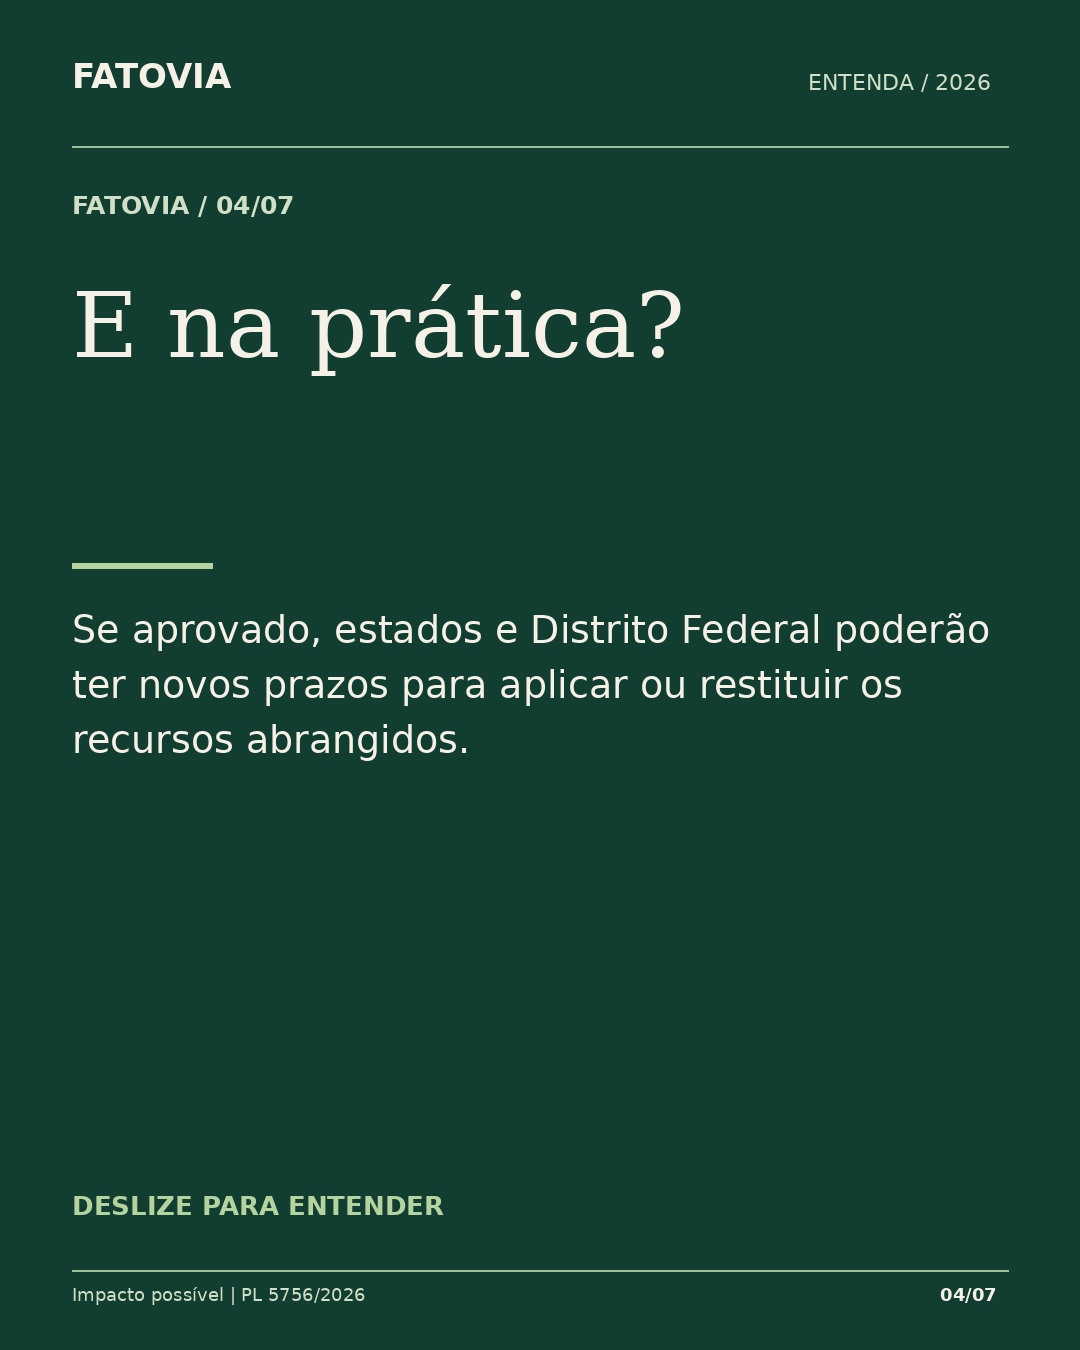 FATOVIA
ENTENDA / 2026
FATOVIA / 04/07
E na prática?
Se aprovado, estados e Distrito Federal poderão
ter novos prazos para aplicar ou restituir os
recursos abrangidos.
DESLIZE PARA ENTENDER
Impacto possível | PL 5756/2026
04/07